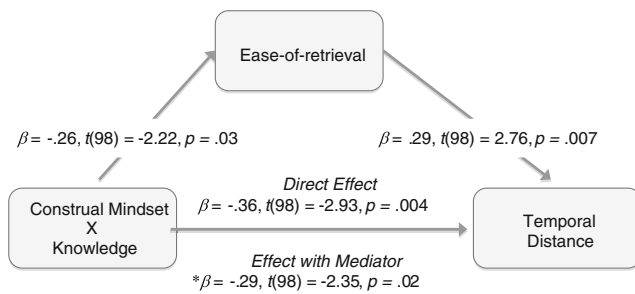 Ease-of-retrieval
β = -.26, t(98) = -2.22, p = .03
β = .29, t(98) = 2.76, p = .007
Direct Effect
β = -.36, t(98) = -2.93, p = .004
Construal Mindset
X
Knowledge
Temporal
Distance
Effect with Mediator
*β = -.29, t(98) = -2.35, p = .02